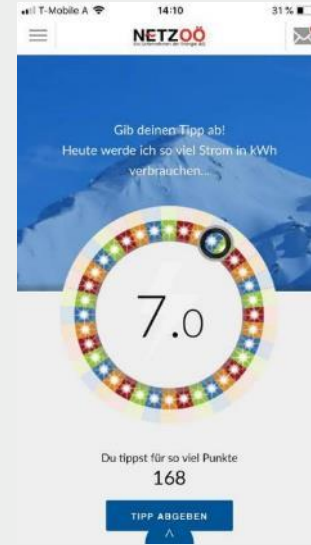 T-Mobile A 14:10 31 %
NETZOÖ
Gib deinen Tipp ab!
Heute werde ich so viel Strom in kWh
verbrauchen...
7.0
Du tippst für so viel Punkte
168
TIPP ABGEBEN